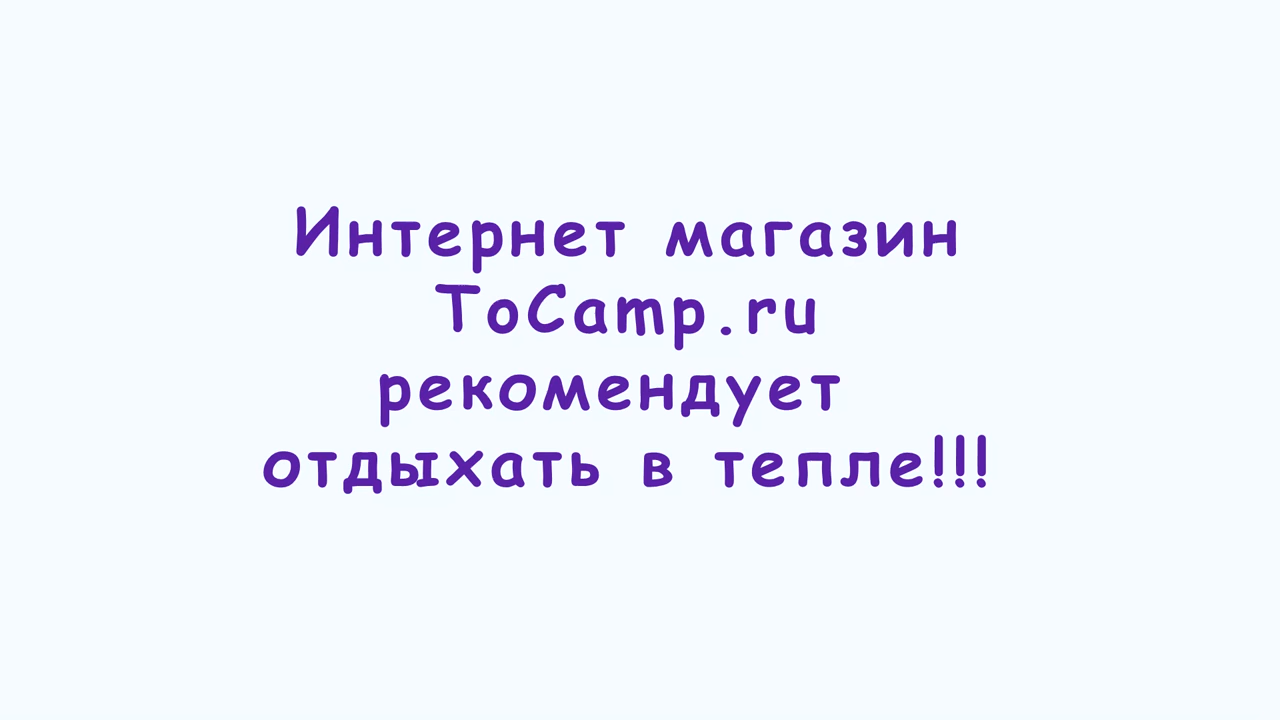 Интернет магазин
ToCamp.ru
рекомендует
отдыхать в тепле!!!